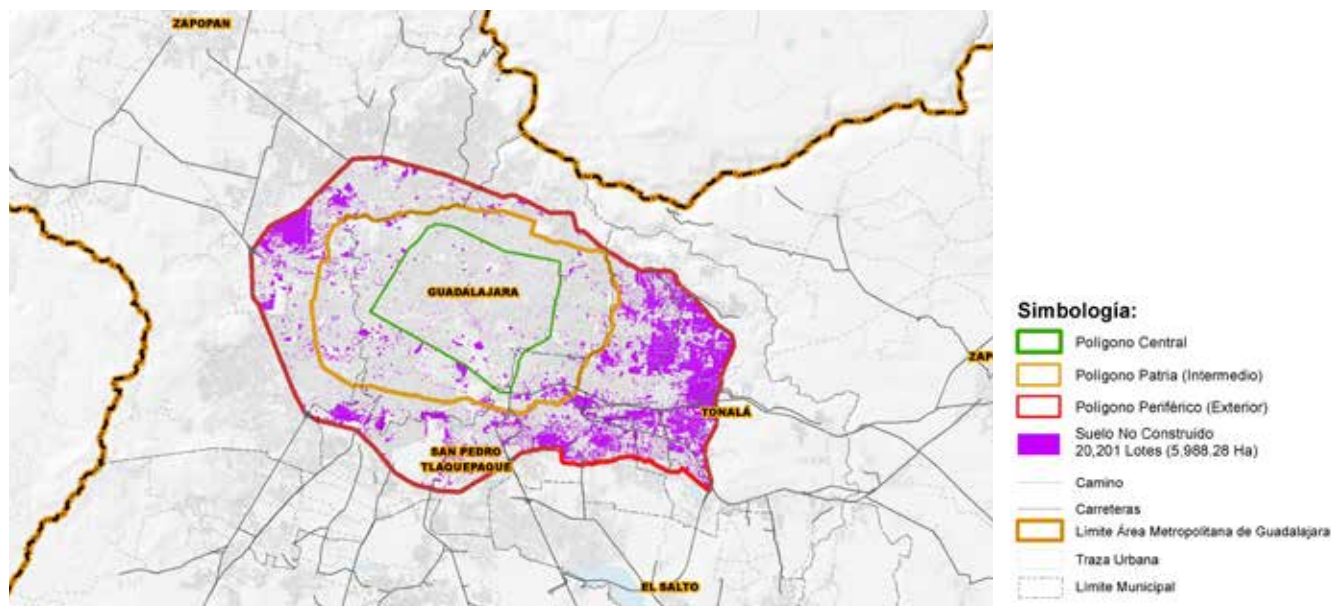 ZAPOPAN
GUADALAJARA
ZAP
TONALÁ
SAN PEDRO
TLAQUEPAQUE
EL SALTO
Simbología:
Polígono Central
Polígono Patria (Intermedio)
Polígono Periférico (Exterior)
Suelo No Construido
20,201 Lotes (5,988.28 Ha)
Camino
Carreteras
Limite Área Metropolitana de Guadalajara
Traza Urbana
Limite Municipal